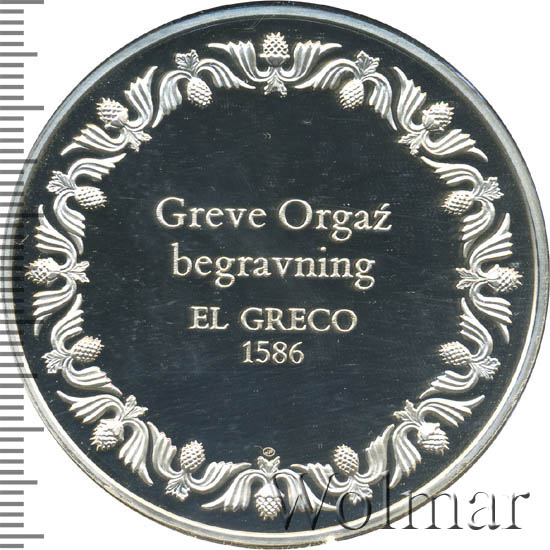 Greve Orgaź
begravning
EL GRECO
1586
Wolmar